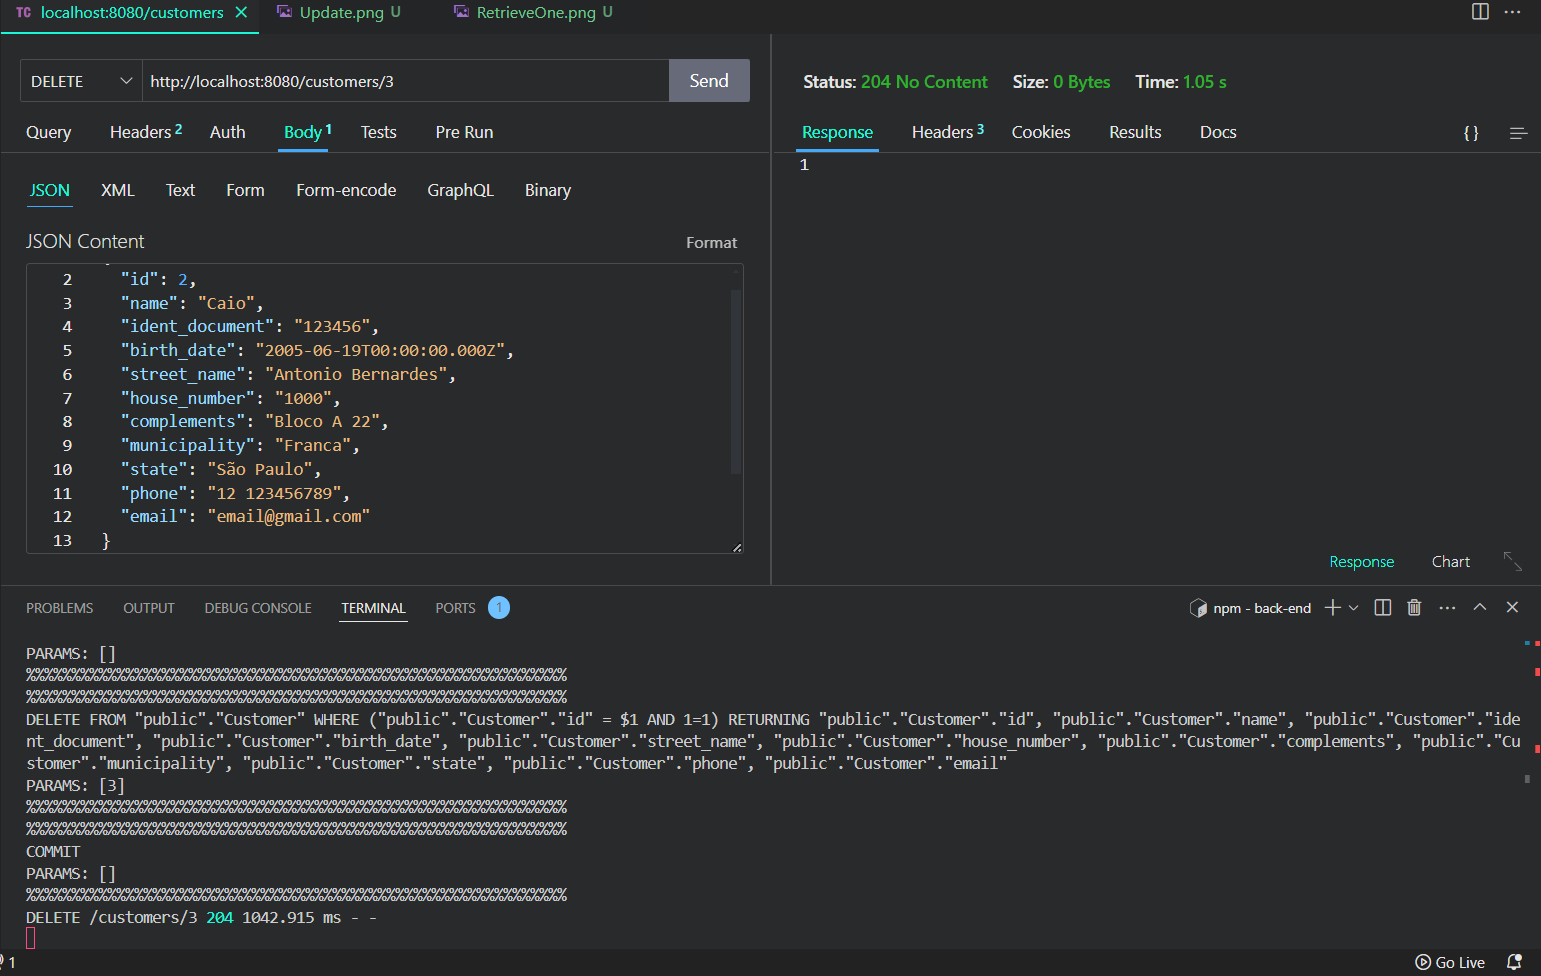 TC localhost:8080/customers Update.png U RetrieveOne.png U
DELETE http://localhost:8080/customers/3 Send
Status: 204 No Content Size: 0 Bytes Time: 1.05 s
Query Headers 2 Auth Body 1 Tests Pre Run
Response Headers 3 Cookies Results Docs { }
1
JSON XML Text Form Form-encode GraphQL Binary
JSON Content Format
2 "id": 2,
3 "name": "Caio",
4 "ident_document": "123456",
5 "birth_date": "2005-06-19T00:00:00.000Z",
6 "street_name": "Antonio Bernardes",
7 "house_number": "1000",
8 "complements": "Bloco A 22",
9 "municipality": "Franca",
10 "state": "São Paulo",
11 "phone": "12 123456789",
12 "email": "email@gmail.com"
13 }
Response Chart
PROBLEMS OUTPUT DEBUG CONSOLE TERMINAL PORTS 1 npm - back-end
PARAMS: []
%%%%%%%%%%%%%%%%%%%%%%%%%%%%%%%%%%%%%%%%%%%%%%%%%%%%%%%%%%%%
%%%%%%%%%%%%%%%%%%%%%%%%%%%%%%%%%%%%%%%%%%%%%%%%%%%%%%%%%%%%
DELETE FROM "public"."Customer" WHERE ("public"."Customer"."id" = $1 AND 1=1) RETURNING "public"."Customer"."id", "public"."Customer"."name", "public"."Customer"."ide
nt_document", "public"."Customer"."birth_date", "public"."Customer"."street_name", "public"."Customer"."house_number", "public"."Customer"."complements", "public"."Cu
stomer"."municipality", "public"."Customer"."state", "public"."Customer"."phone", "public"."Customer"."email"
PARAMS: [3]
%%%%%%%%%%%%%%%%%%%%%%%%%%%%%%%%%%%%%%%%%%%%%%%%%%%%%%%%%%%%
%%%%%%%%%%%%%%%%%%%%%%%%%%%%%%%%%%%%%%%%%%%%%%%%%%%%%%%%%%%%
COMMIT
PARAMS: []
%%%%%%%%%%%%%%%%%%%%%%%%%%%%%%%%%%%%%%%%%%%%%%%%%%%%%%%%%%%%
DELETE /customers/3 204 1042.915 ms - -
1 Go Live